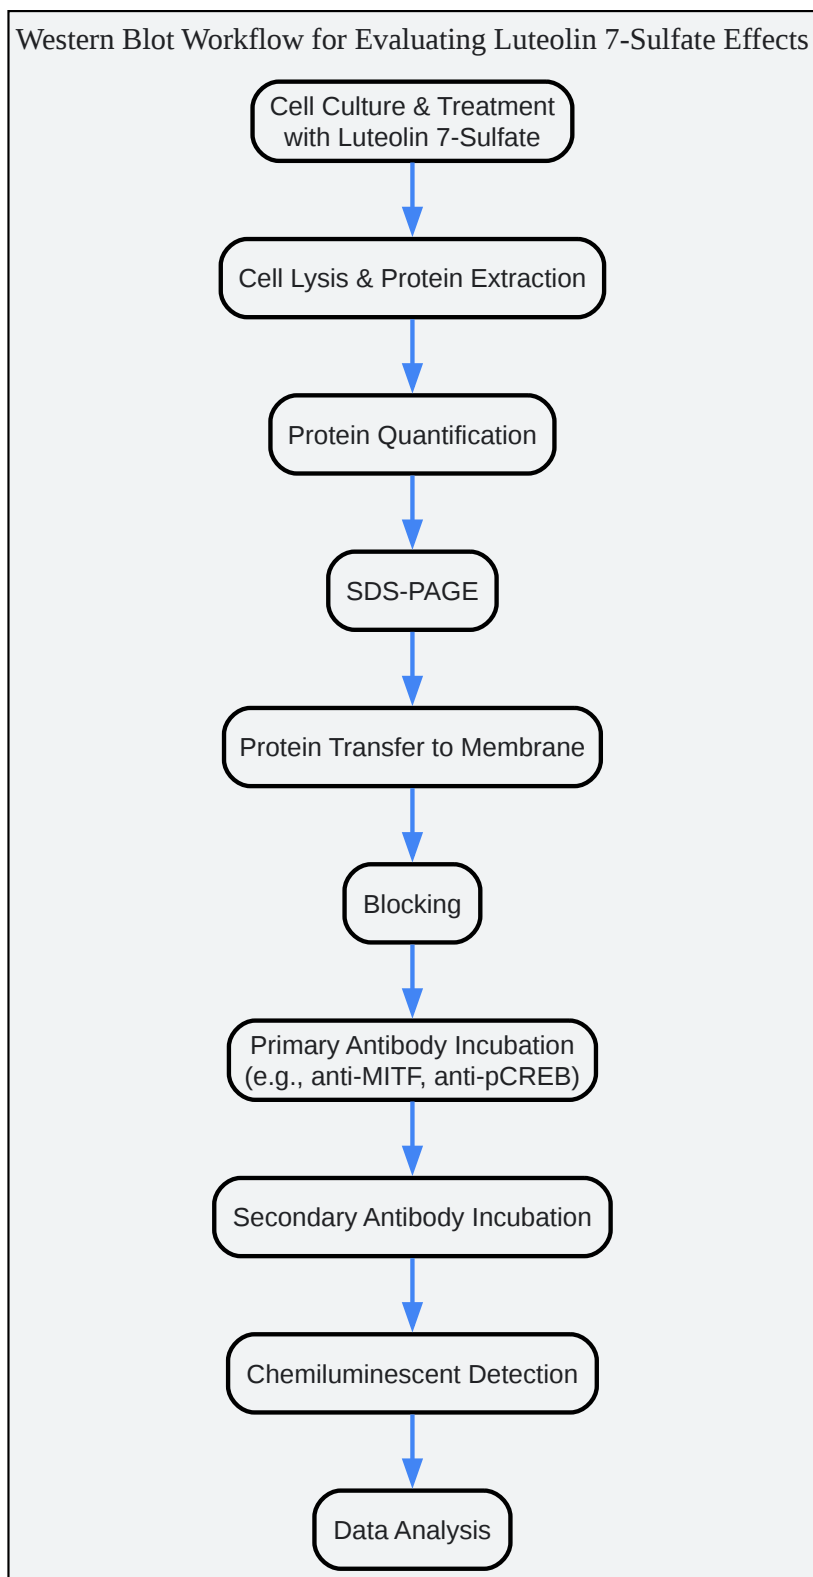 Western Blot Workflow for Evaluating Luteolin 7-Sulfate Effects
Cell Culture & Treatment
with Luteolin 7-Sulfate
Cell Lysis & Protein Extraction
Protein Quantification
SDS-PAGE
Protein Transfer to Membrane
Blocking
Primary Antibody Incubation
(e.g., anti-MITF, anti-pCREB)
Secondary Antibody Incubation
Chemiluminescent Detection
Data Analysis